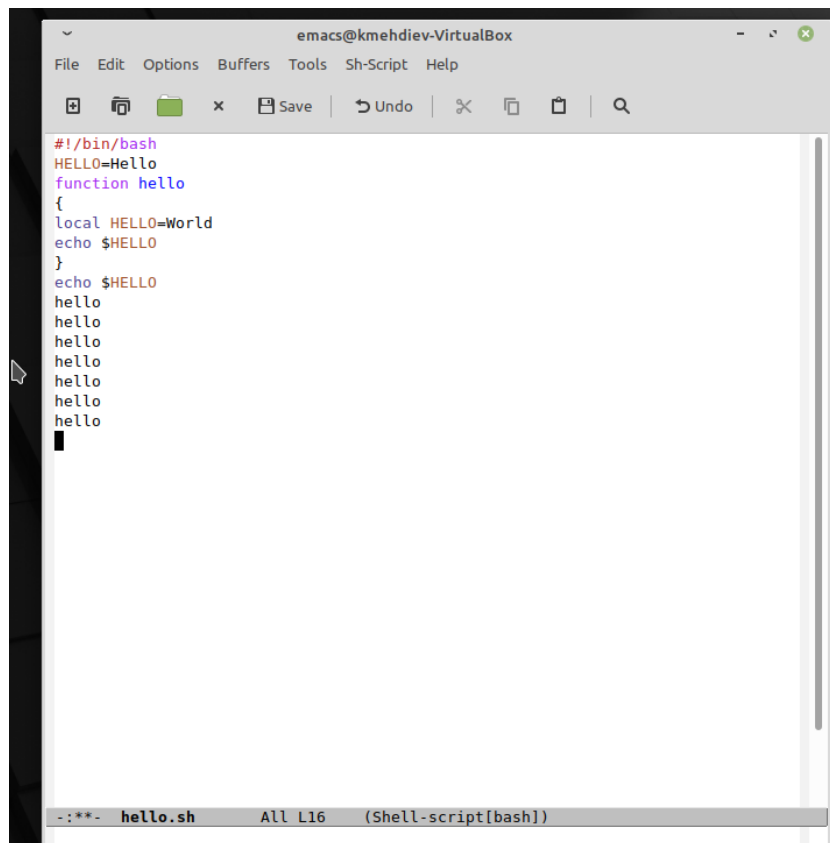 emacs@kmehdiev-VirtualBox
File Edit Options Buffers Tools Sh-Script Help
Save Undo
#!/bin/bash
HELLO=Hello
function hello
{
local HELLO=World
echo $HELLO
}
echo $HELLO
hello
hello
hello
hello
hello
hello
hello
-:**- hello.sh All L16 (Shell-script[bash])